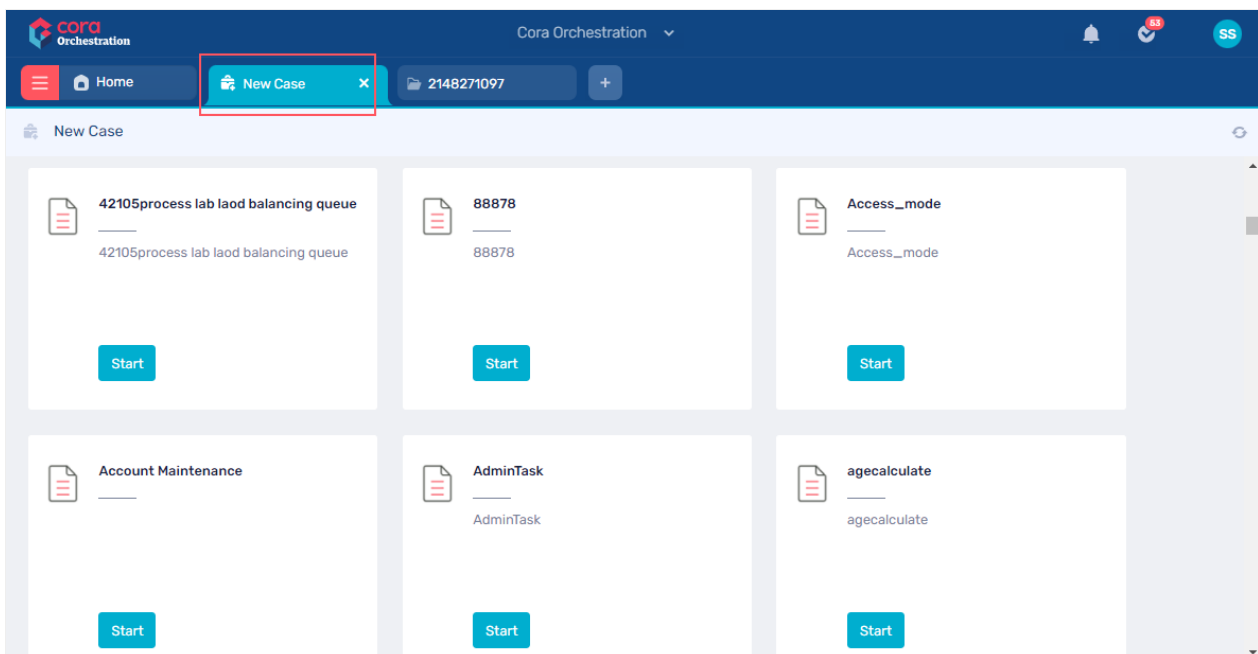 cora
Orchestration
Cora Orchestration
53
SS
Home
New Case
2148271097
+
New Case
42105process lab laod balancing queue
42105process lab laod balancing queue
Start
88878
88878
Start
Access_mode
Access_mode
Start
Account Maintenance
Start
AdminTask
AdminTask
Start
agecalculate
agecalculate
Start